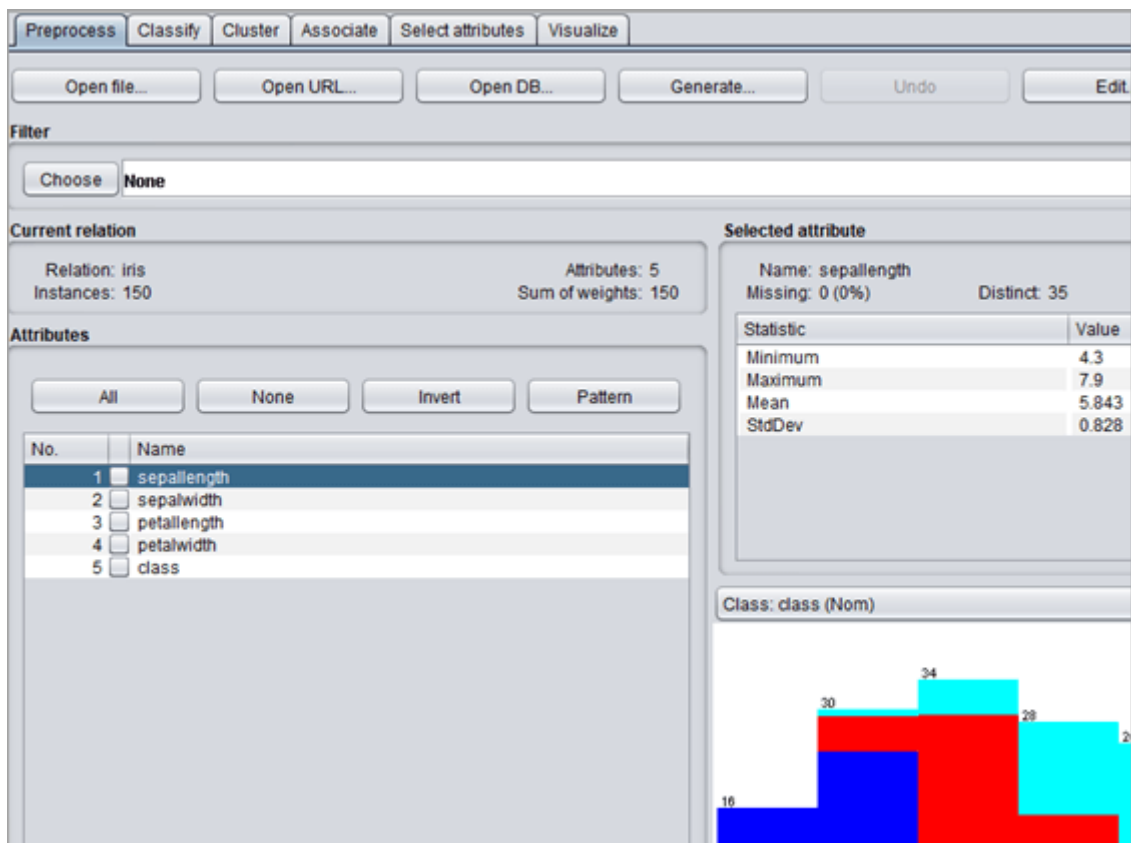 Preprocess Classify Cluster Associate Select attributes Visualize
Open file... Open URL... Open DB... Generate... Undo Edit.
Filter
Choose None
Current relation
Relation: iris Attributes: 5
Instances: 150 Sum of weights: 150
Attributes
All None Invert Pattern
No. Name
1 sepallength
2 sepalwidth
3 petallength
4 petalwidth
5 class
Selected attribute
Name: sepallength
Missing: 0 (0%) Distinct: 35
Statistic Value
Minimum 4.3
Maximum 7.9
Mean 5.843
StdDev 0.828
Class: class (Nom)
34
30
28
16